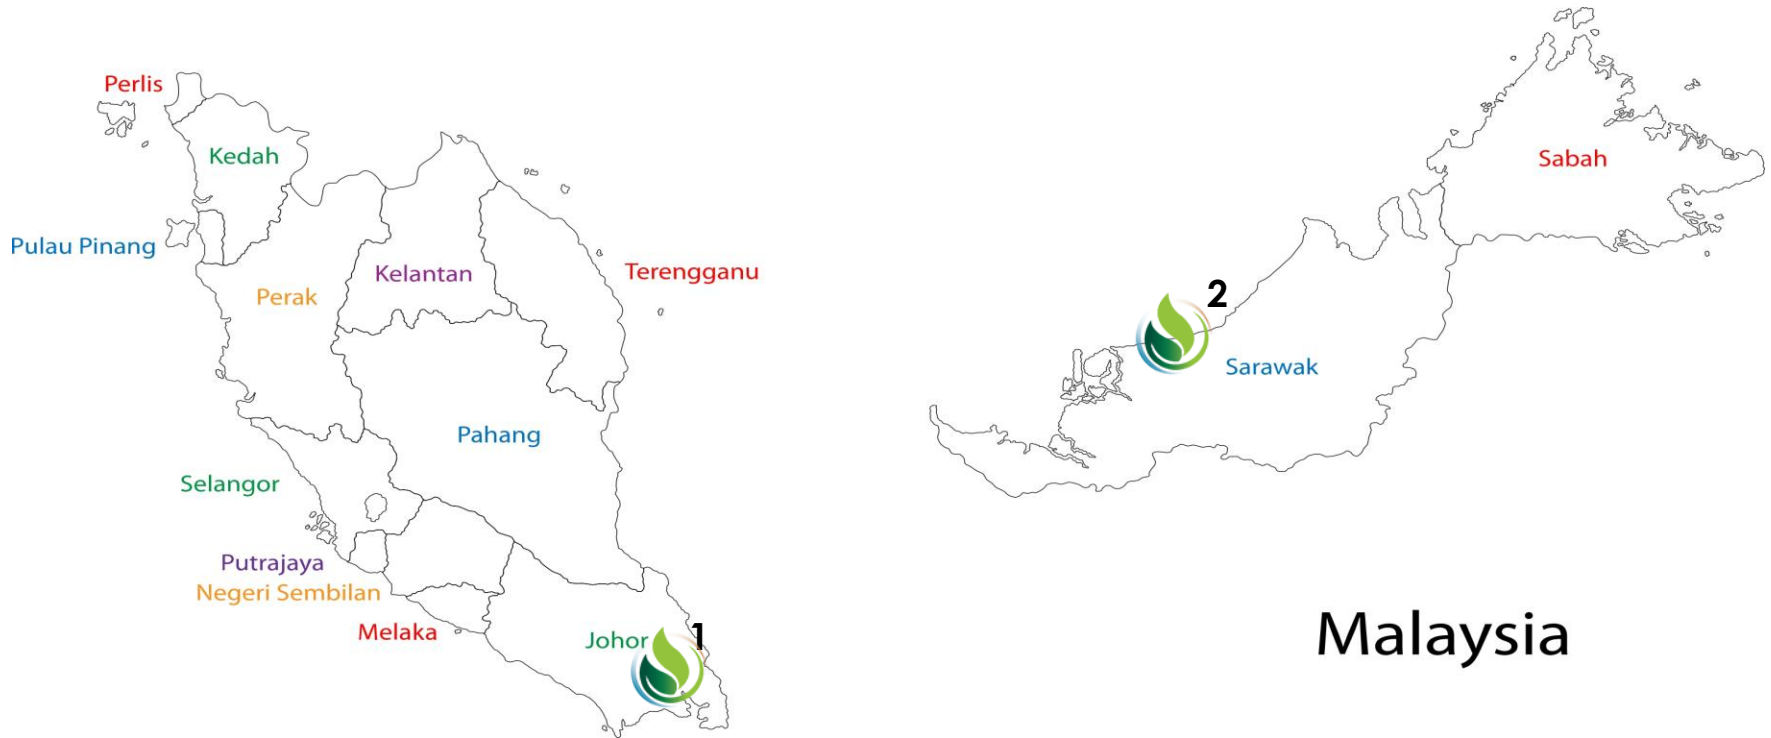 Perlis
Kedah
Sabah
Pulau Pinang
Kelantan
Terengganu
Perak
2
Sarawak
Pahang
Selangor
Putrajaya
Negeri Sembilan
Melaka
Johor
1
Malaysia